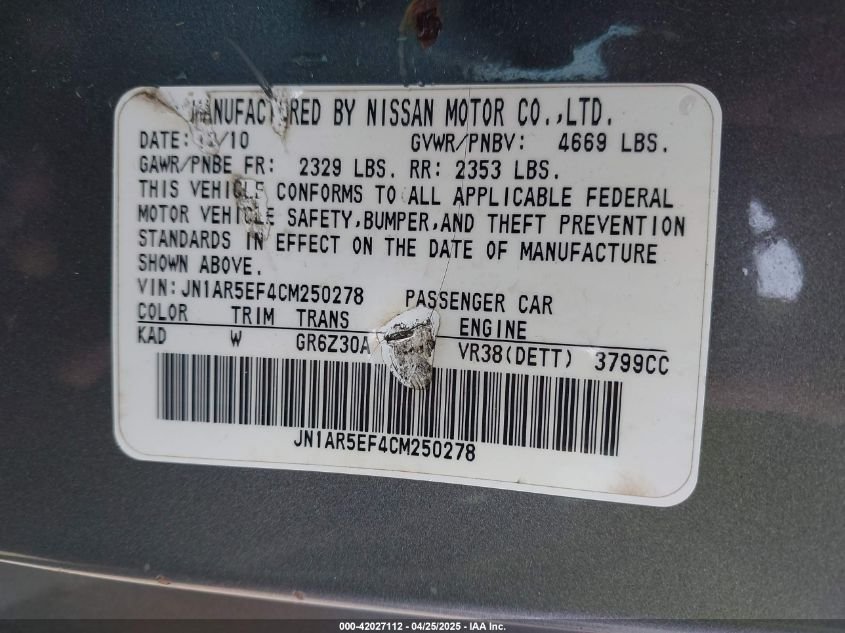 MANUFACTURED BY NISSAN MOTOR CO.,LTD.
DATE: /10 GVWR/PNBV: 4669 LBS.
GAWR/PNBE FR: 2329 LBS. RR: 2353 LBS.
THIS VEHICLE CONFORMS TO ALL APPLICABLE FEDERAL
MOTOR VEHICLE SAFETY,BUMPER,AND THEFT PREVENTION
STANDARDS IN EFFECT ON THE DATE OF MANUFACTURE
SHOWN ABOVE.
VIN:JN1AR5EF4CM250278 PASSENGER CAR
COLOR TRIM TRANS ENGINE
KAD W GR6Z30A VR38(DETT) 3799CC
JN1AR5EF4CM250278
000-42027112 - 04/25/2025 - IAA Inc.